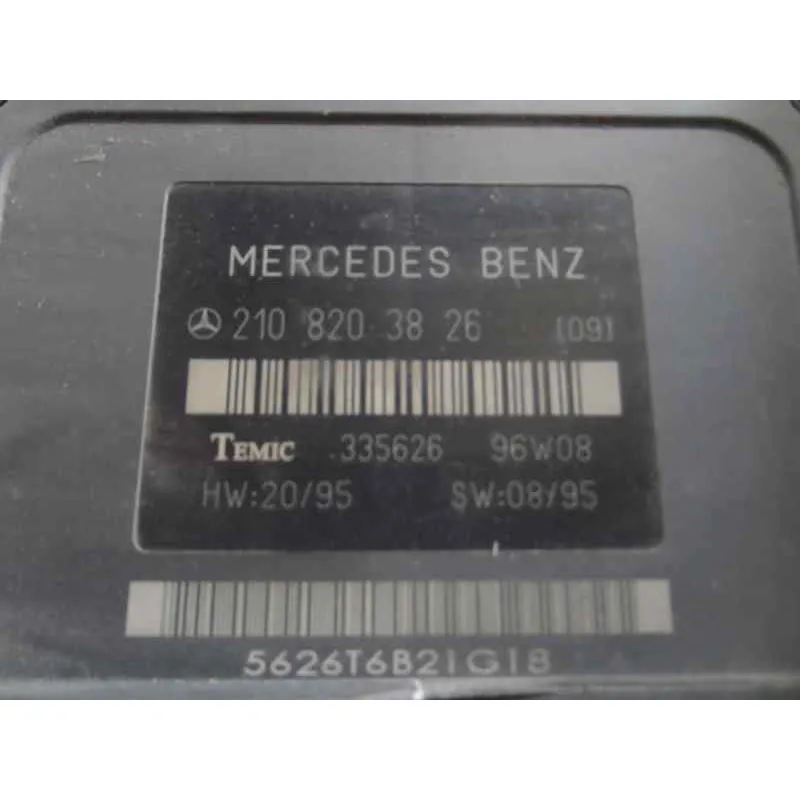 MERCEDES BENZ
210 820 38 26 [09]
TEMIC 335626 96W08
HW:20/95 SW:08/95
5626T6B21G18